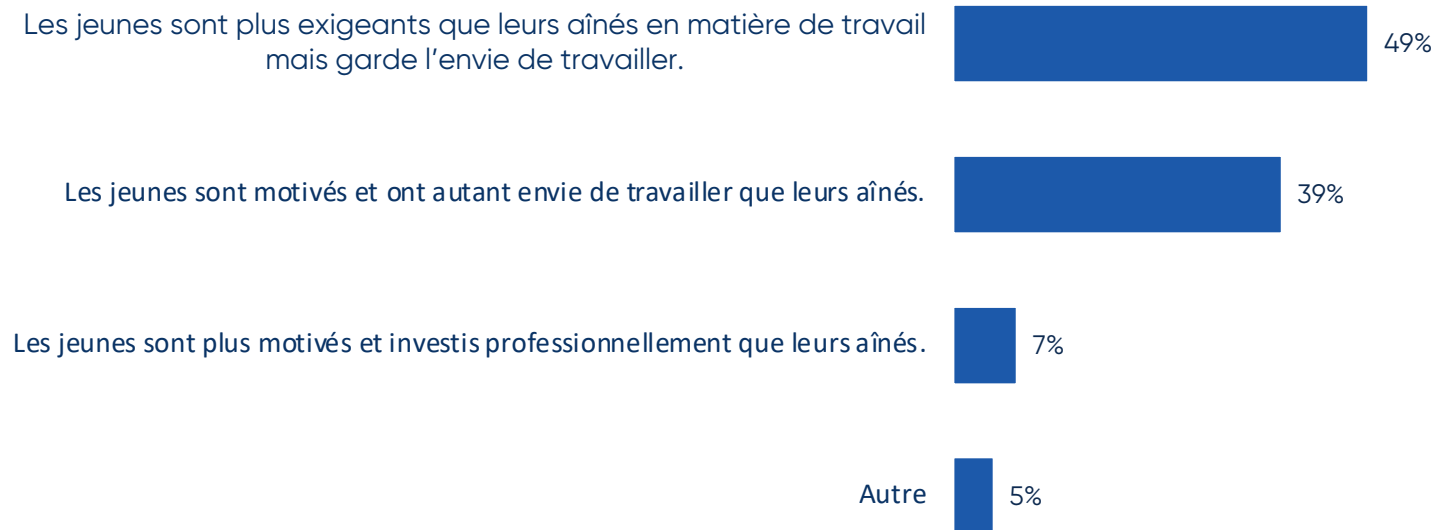 Les jeunes sont plus exigeants que leurs aînés en matière de travail
mais garde l’envie de travailler.
49%
Les jeunes sont motivés et ont autant envie de travailler que leurs aînés.
39%
Les jeunes sont plus motivés et investis professionnellement que leurs aînés.
7%
Autre
5%